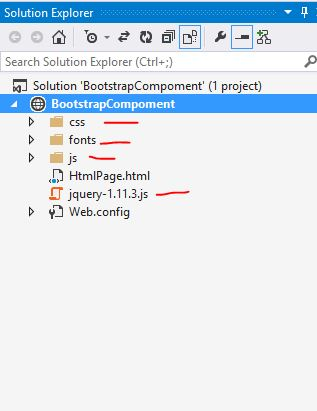 Solution Explorer
Search Solution Explorer (Ctrl+;)
Solution 'BootstrapCompoment' (1 project)
BootstrapCompoment
css
fonts
js
HtmlPage.html
jquery-1.11.3.js
Web.config